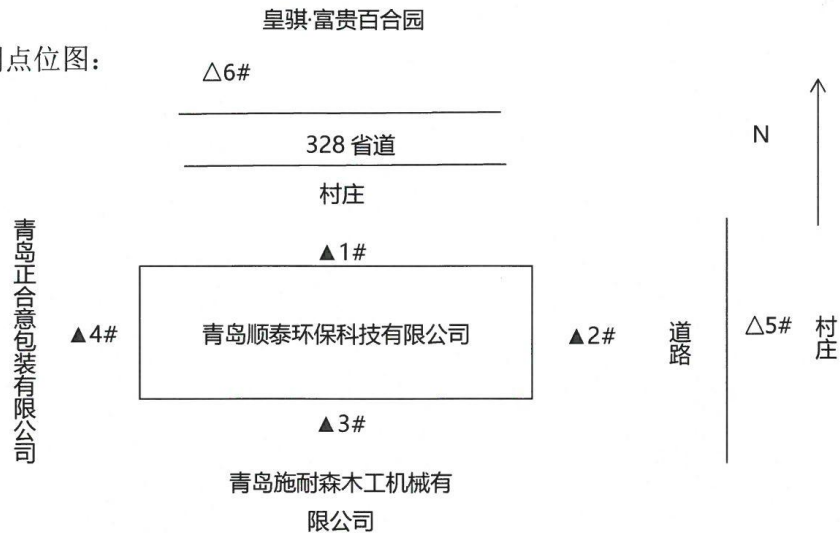 皇骐·富贵百合园
点位图：
△6#
328 省道
N
村庄
▲1#
青岛正合意包装有限公司
▲4#
青岛顺泰环保科技有限公司
▲2#
道路
△5#
村庄
▲3#
青岛施耐森木工机械有
限公司